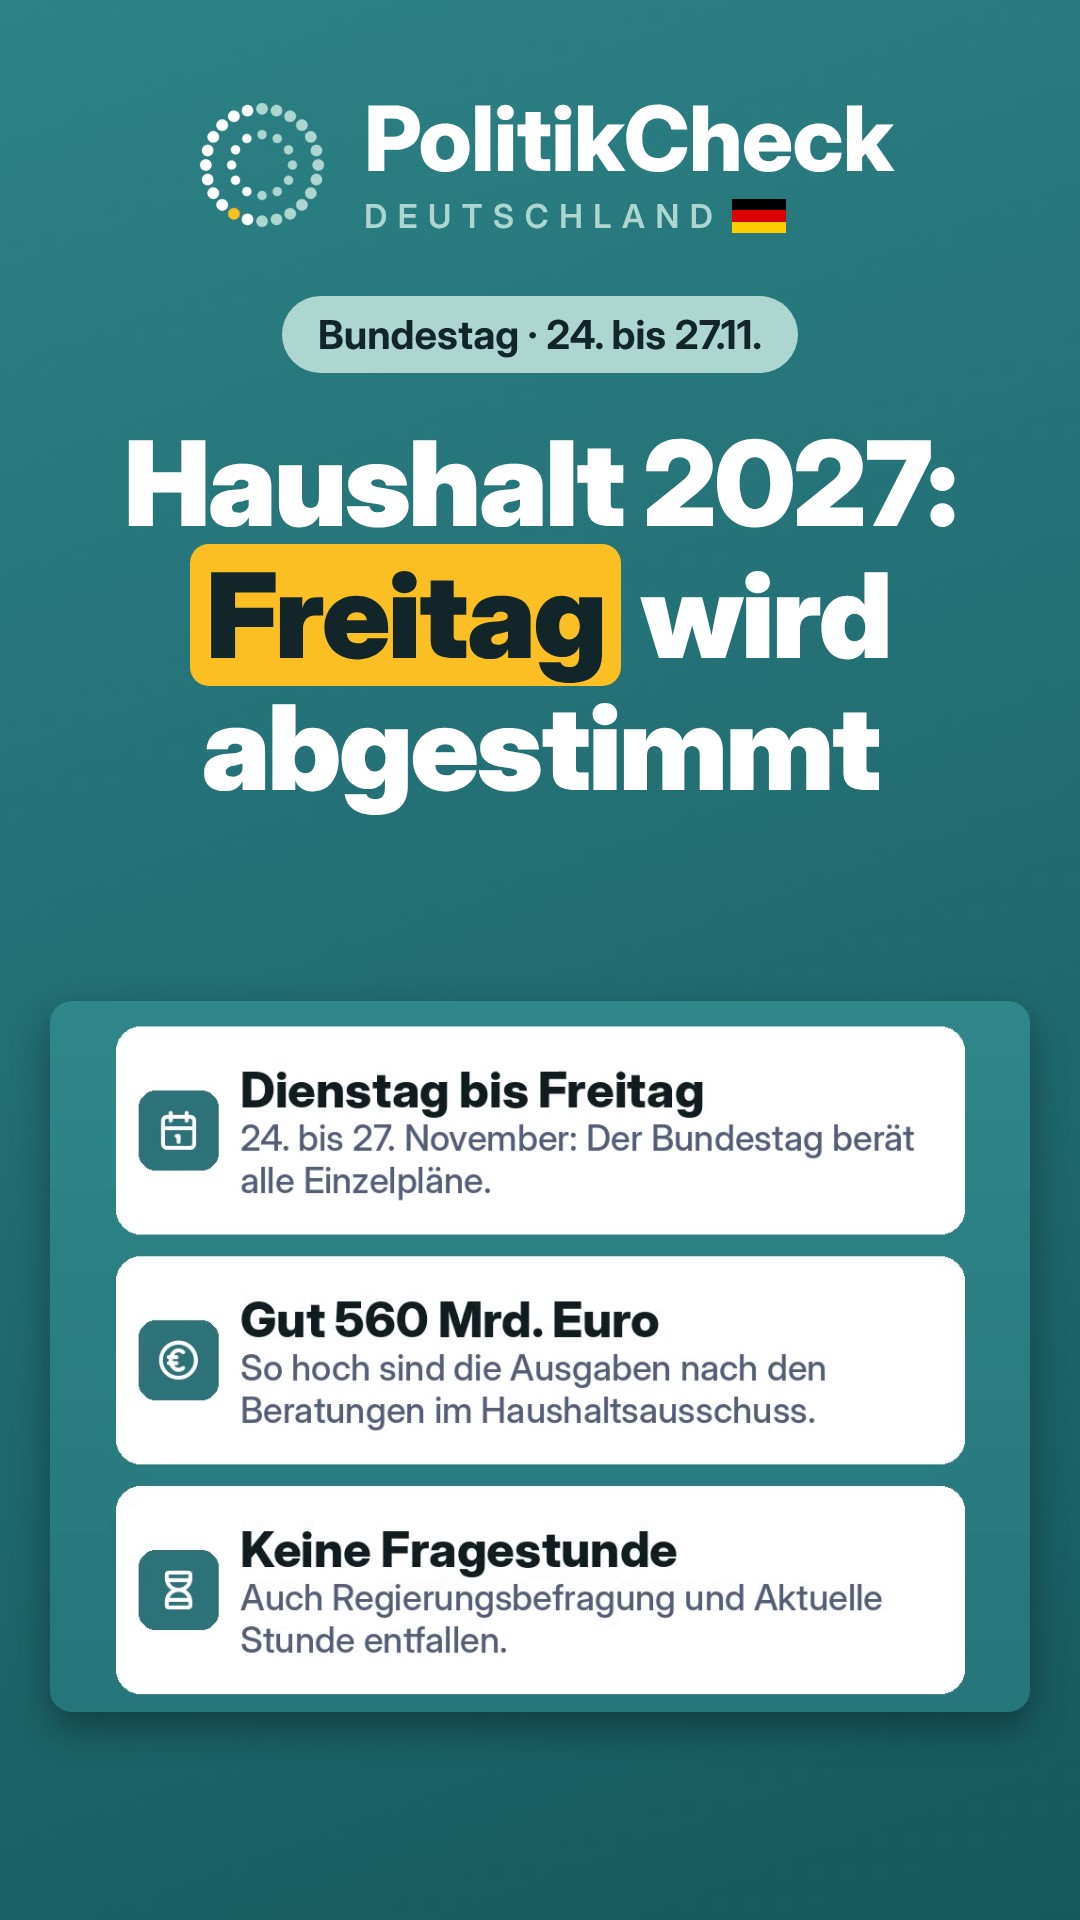 PolitikCheck
DEUTSCHLAND
Bundestag · 24. bis 27.11.
Haushalt 2027:
Freitag wird
abgestimmt
Dienstag bis Freitag
24. bis 27. November: Der Bundestag berät
alle Einzelpläne.
Gut 560 Mrd. Euro
So hoch sind die Ausgaben nach den
Beratungen im Haushaltsausschuss.
Keine Fragestunde
Auch Regierungsbefragung und Aktuelle
Stunde entfallen.